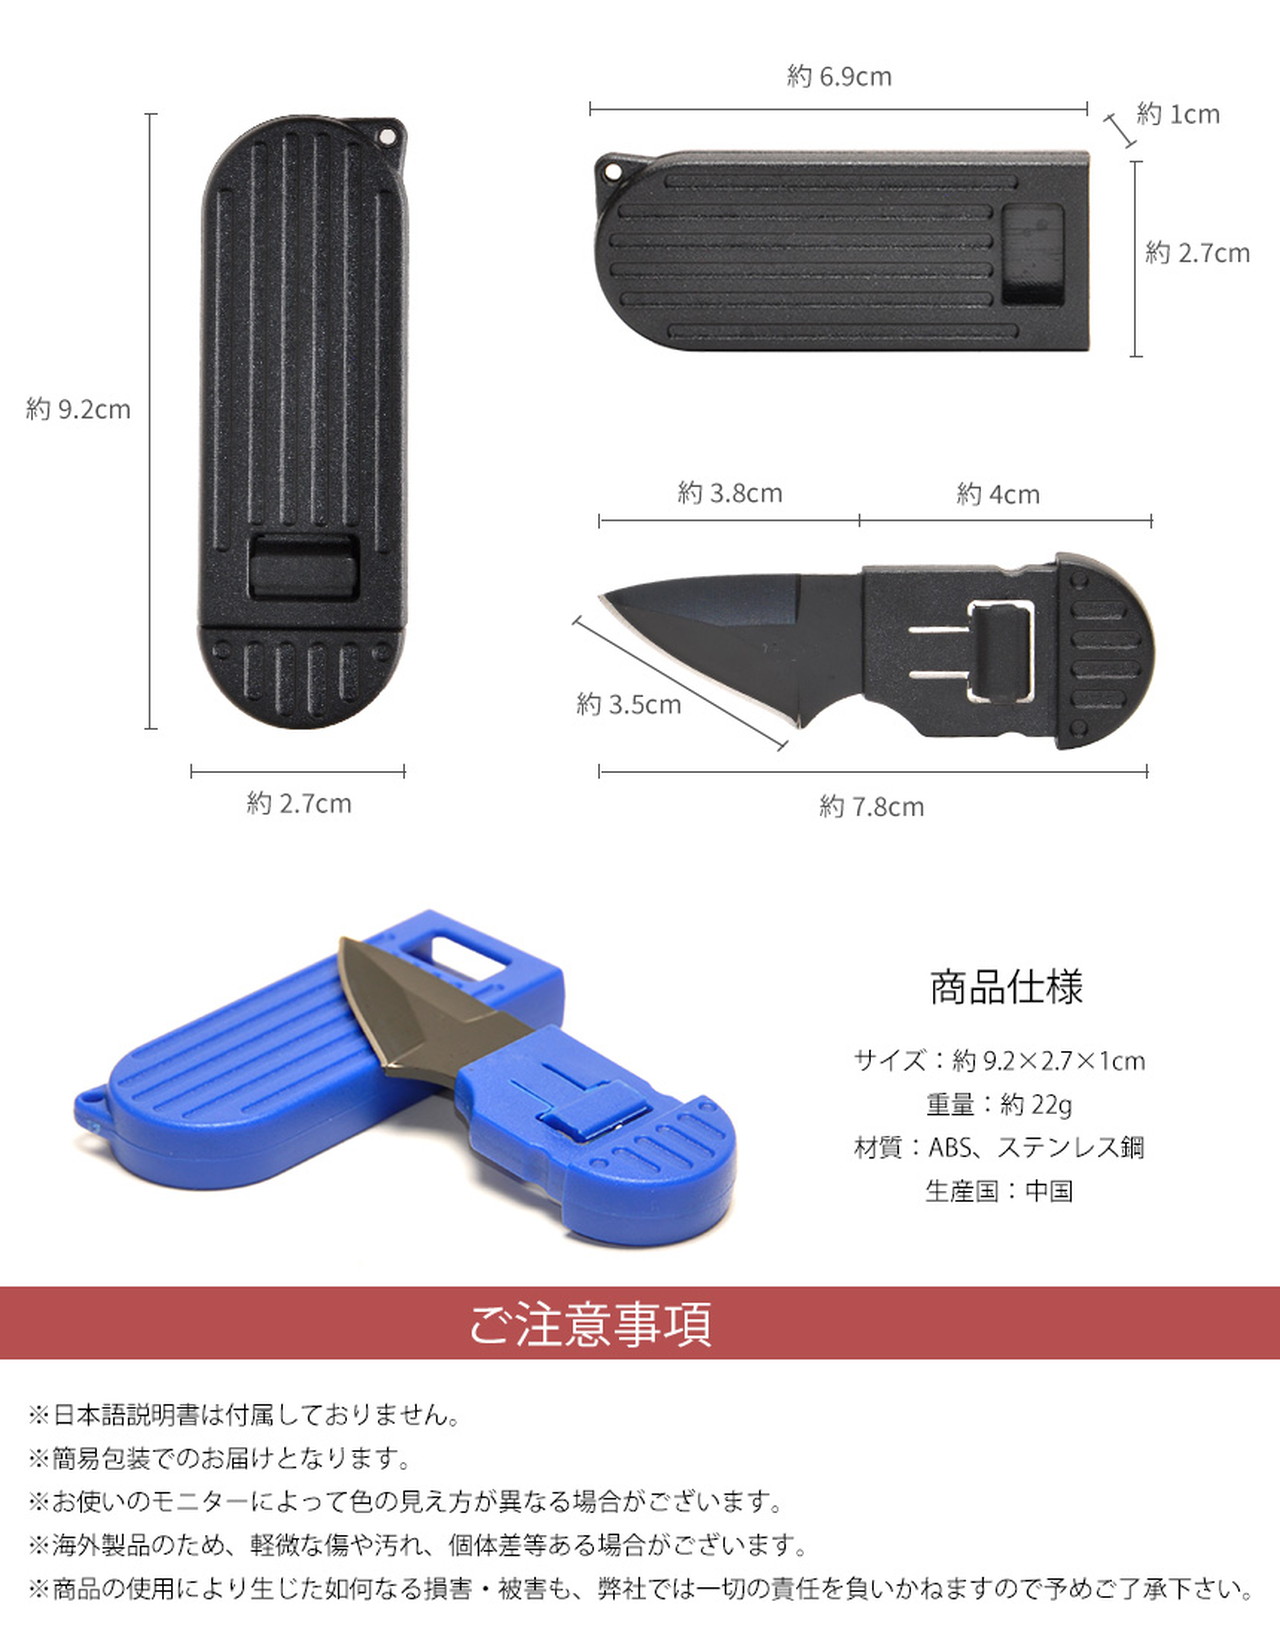 約 6.9cm
約 1cm
約 2.7cm
約 9.2cm
約 3.8cm
約 4cm
約 3.5cm
約 2.7cm
約 7.8cm
商品仕様
サイズ：約 9.2×2.7×1cm
重量：約 22g
材質：ABS、ステンレス鋼
生産国：中国
ご注意事項
※日本語説明書は付属しておりません。
※簡易包装でのお届けとなります。
※お使いのモニターによって色の見え方が異なる場合がございます。
※海外製品のため、軽微な傷や汚れ、個体差等ある場合がございます。
※商品の使用により生じた如何なる損害・被害も、弊社では一切の責任を負いかねますので予めご了承下さい。